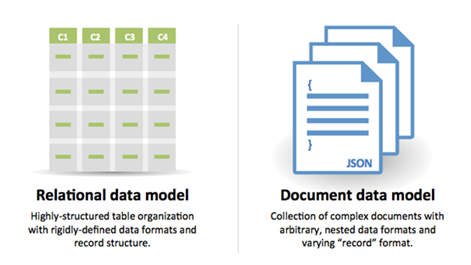 C1 C2 C3 C4
{
}
JSON
Relational data model
Highly-structured table organization
with rigidly-defined data formats and
record structure.
Document data model
Collection of complex documents with
arbitrary, nested data formats and
varying “record” format.